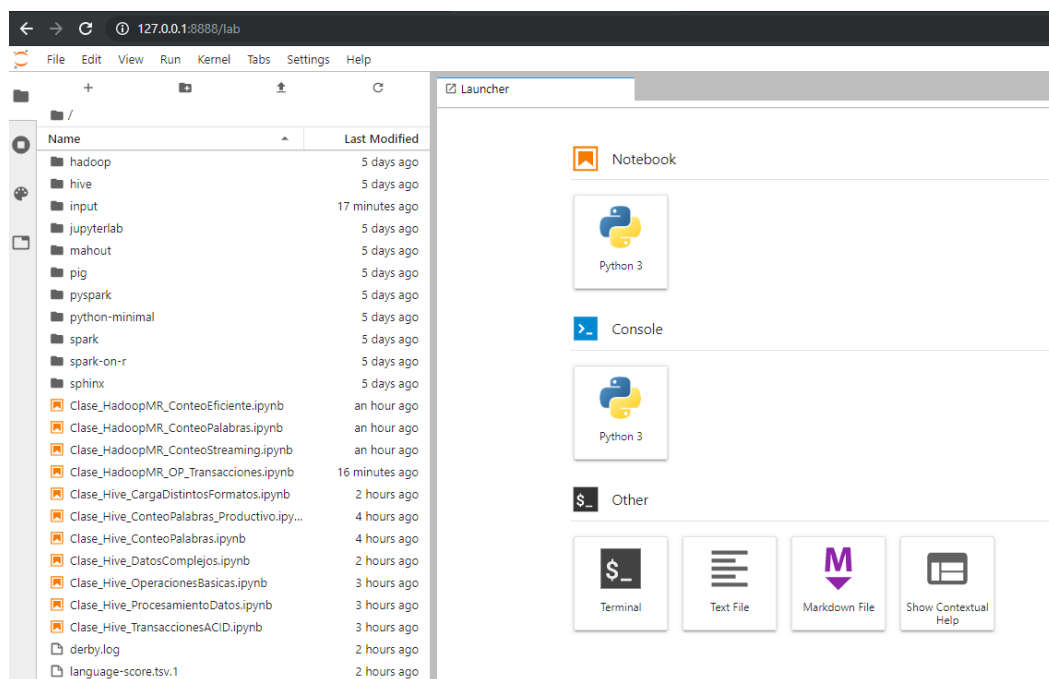 127.0.0.1:8888/lab
File Edit View Run Kernel Tabs Settings Help
Launcher
/
Name Last Modified
hadoop 5 days ago
hive 5 days ago
input 17 minutes ago
jupyterlab 5 days ago
mahout 5 days ago
pig 5 days ago
pyspark 5 days ago
python-minimal 5 days ago
spark 5 days ago
spark-on-r 5 days ago
sphinx 5 days ago
Clase_HadoopMR_ConteoEficiente.ipynb an hour ago
Clase_HadoopMR_ConteoPalabras.ipynb an hour ago
Clase_HadoopMR_ConteoStreaming.ipynb an hour ago
Clase_HadoopMR_OP_Transacciones.ipynb 16 minutes ago
Clase_Hive_CargaDistintosFormatos.ipynb 2 hours ago
Clase_Hive_ConteoPalabras_Productivo.ipy... 4 hours ago
Clase_Hive_ConteoPalabras.ipynb 4 hours ago
Clase_Hive_DatosComplejos.ipynb 2 hours ago
Clase_Hive_OperacionesBasicas.ipynb 3 hours ago
Clase_Hive_ProcesamientoDatos.ipynb 3 hours ago
Clase_Hive_TransaccionesACID.ipynb 3 hours ago
derby.log 2 hours ago
language-score.tsv.1 2 hours ago
Notebook
Python 3
>_ Console
Python 3
$_ Other
$_
M
Terminal
Text File
Markdown File
Show Contextual
Help